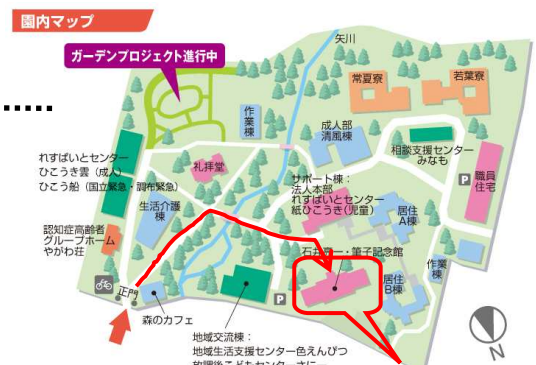 園内マップ
ガーデンプロジェクト進行中
矢川
常夏寮
若葉寮
作業棟
成人部
清風棟
相談支援センター
みなも
職員
住宅
P
れすぱいとセンター
ひこうき雲（成人）
ひこう船（国立緊急・調布緊急）
礼拝堂
サポート棟：
法人本部
れすぱいとセンター
紙ひこうき（児童）
生活介護
棟
居住
A棟
認知症高齢者
グループホーム
やがわ荘
石井亮一・筆子記念館
作業棟
居住
B棟
正門
森のカフェ
P
地域交流棟：
地域生活支援センター色えんぴつ
N